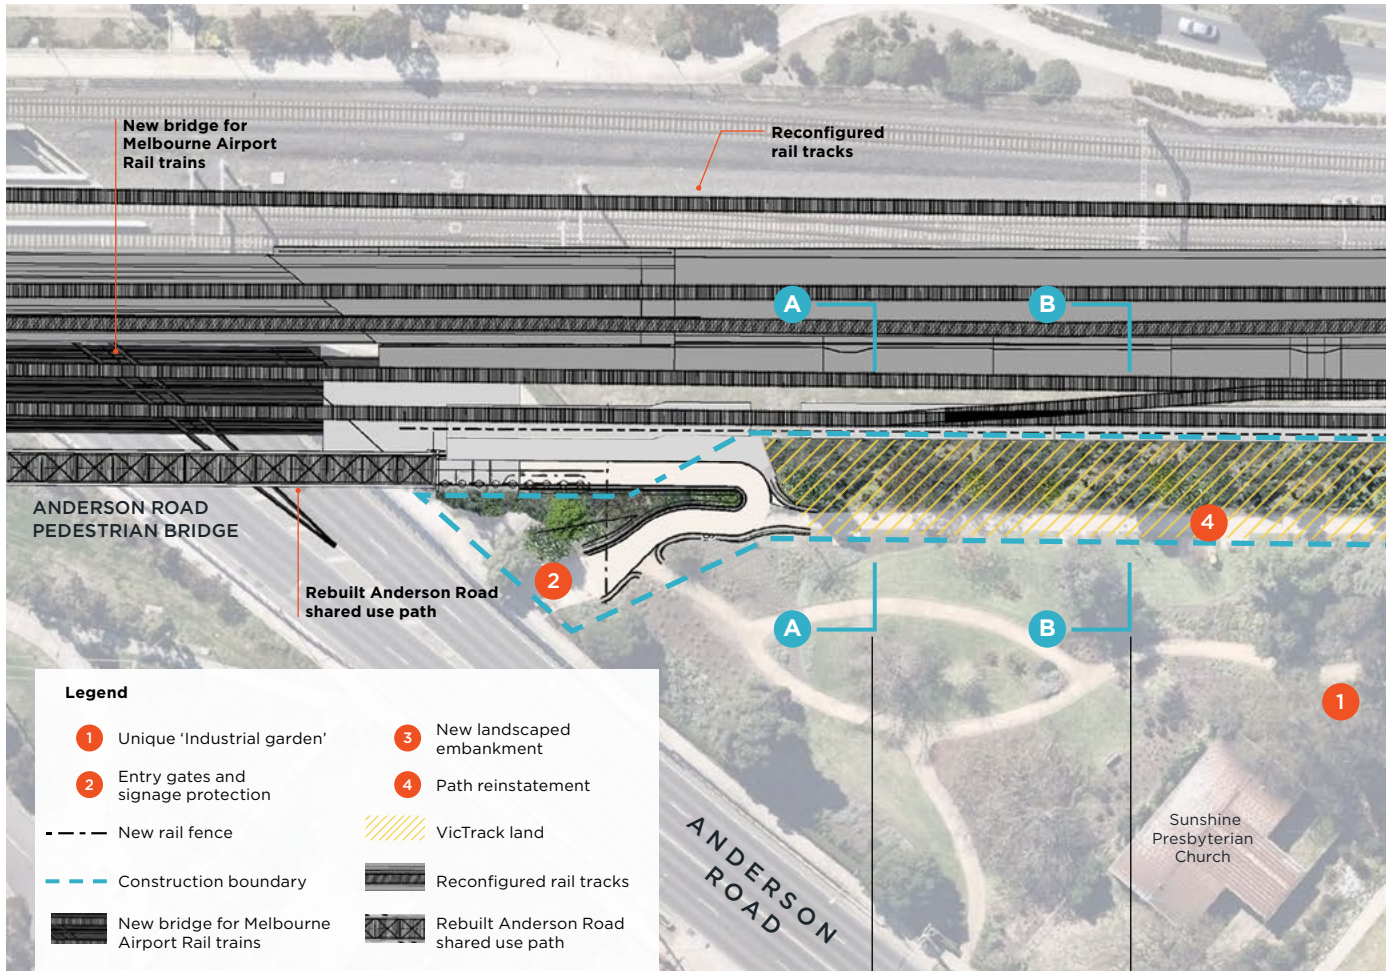 New bridge for
Melbourne Airport
Rail trains
Reconfigured
rail tracks
A
B
ANDERSON ROAD
PEDESTRIAN BRIDGE
4
2
Rebuilt Anderson Road
shared use path
A
B
1
Legend
1 Unique ‘Industrial garden’
2 Entry gates and
signage protection
New rail fence
Construction boundary
New bridge for Melbourne
Airport Rail trains
3 New landscaped
embankment
4 Path reinstatement
VicTrack land
Reconfigured rail tracks
Rebuilt Anderson Road
shared use path
ANDERSON
ROAD
Sunshine
Presbyterian
Church